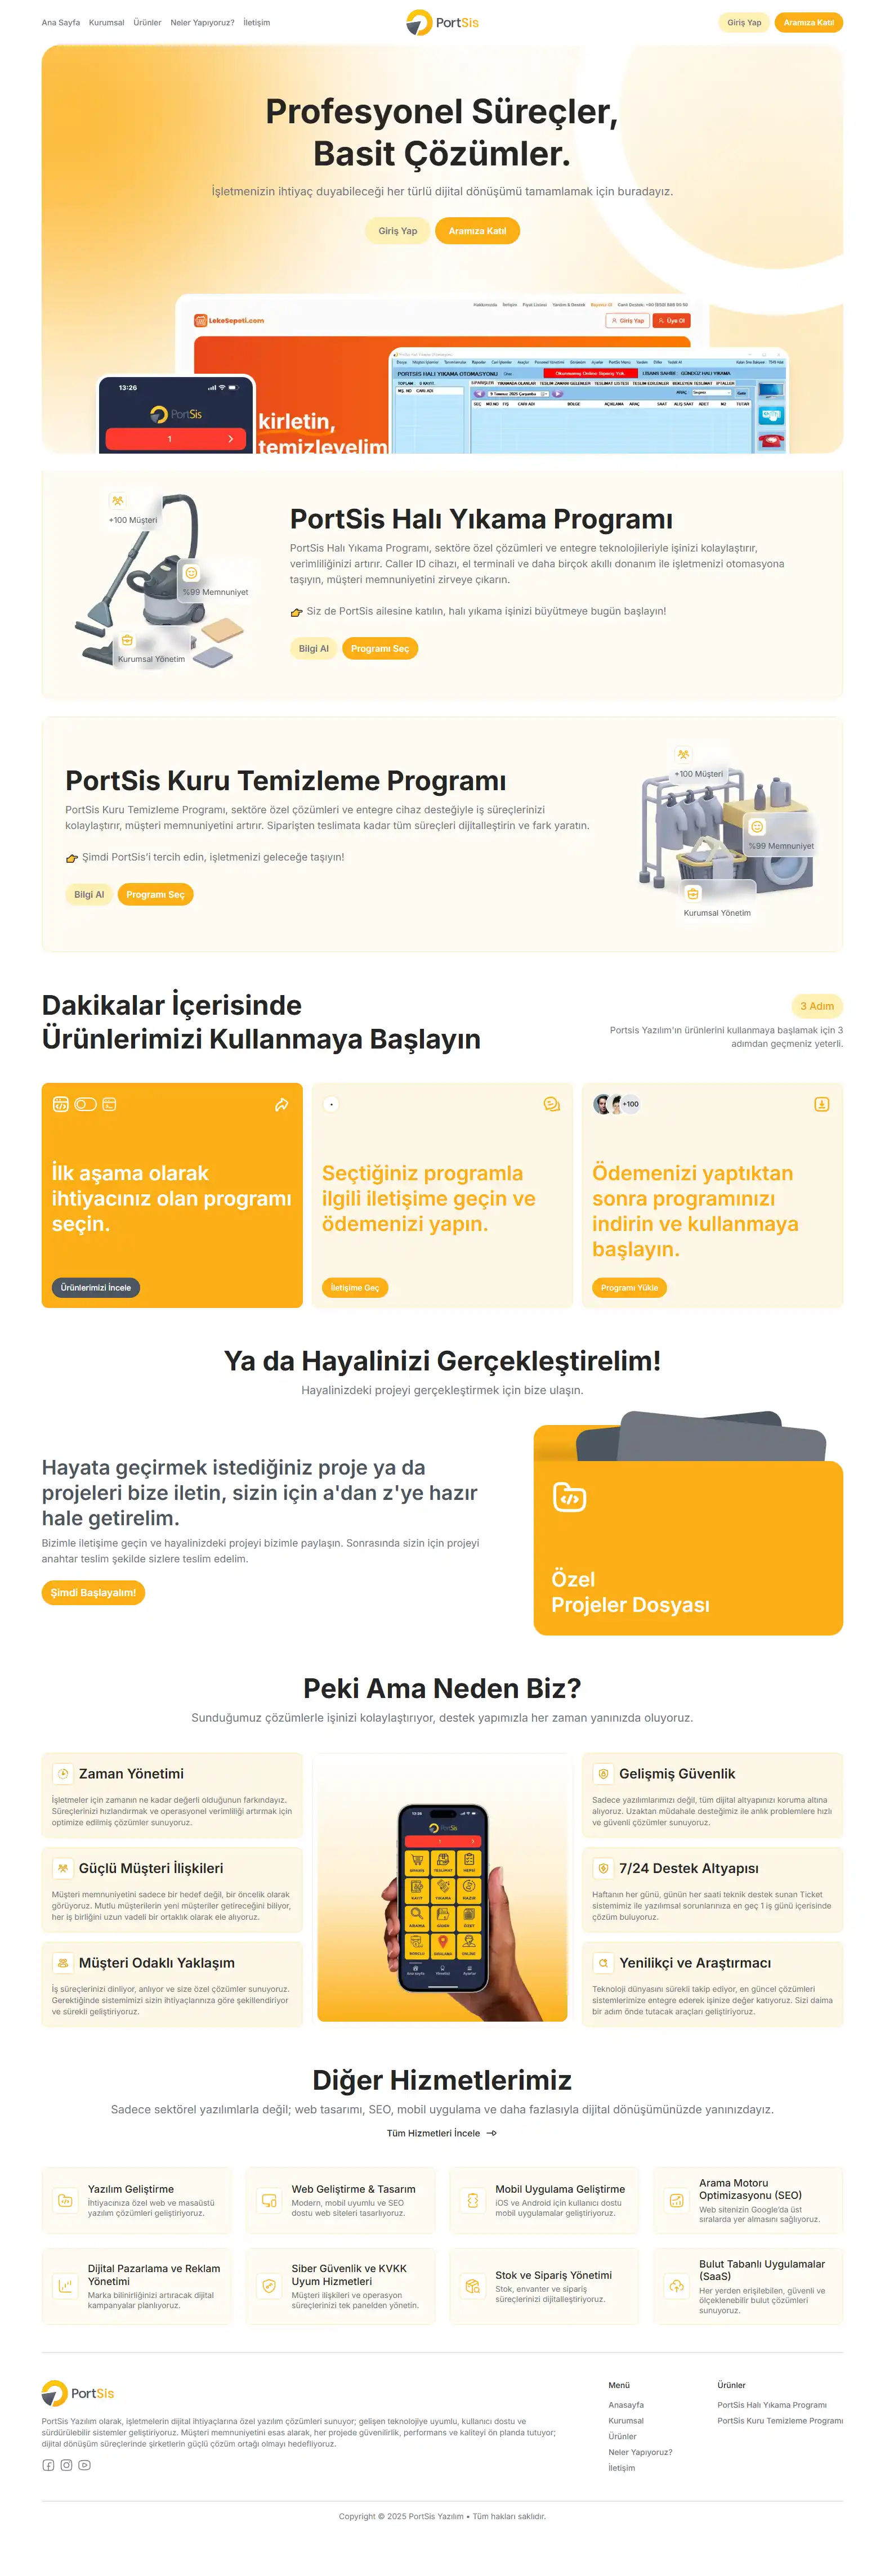 Ana Sayfa Kurumsal Ürünler Neler Yapıyoruz? İletişim
PortSis
Giriş Yap Aramıza Katıl
Profesyonel Süreçler,
Basit Çözümler.
İşletmenizin ihtiyaç duyabileceği her türlü dijital dönüşümü tamamlamak için buradayız.
Giriş Yap Aramıza Katıl
LekeSepeti.com
Giriş Yap Üye Ol
PORTSİS HALI YIKAMA OTOMASYONU
13:26
PortSis
1
kirletin,
temizleyelim
+100 Müşteri
%99 Memnuniyet
Kurumsal Yönetim
PortSis Halı Yıkama Programı
PortSis Halı Yıkama Programı, sektöre özel çözümleri ve entegre teknolojileriyle işinizi kolaylaştırır,
verimliliğinizi artırır. Caller ID cihazı, el terminali ve daha birçok akıllı donanım ile işletmenizi otomasyona
taşıyın, müşteri memnuniyetini zirveye çıkarın.
👉 Siz de PortSis ailesine katılın, halı yıkama işinizi büyütmeye bugün başlayın!
Bilgi Al Programı Seç
PortSis Kuru Temizleme Programı
PortSis Kuru Temizleme Programı, sektöre özel çözümleri ve entegre cihaz desteğiyle iş süreçlerinizi
kolaylaştırır, müşteri memnuniyetini artırır. Siparişten teslimata kadar tüm süreçleri dijitalleştirin ve fark yaratın.
👉 Şimdi PortSis'i tercih edin, işletmenizi geleceğe taşıyın!
Bilgi Al Programı Seç
+100 Müşteri
%99 Memnuniyet
Kurumsal Yönetim
Dakikalar İçerisinde
Ürünlerimizi Kullanmaya Başlayın
3 Adım
Portsis Yazılım'ın ürünlerini kullanmaya başlamak için 3
adımdan geçmeniz yeterli.
İlk aşama olarak
ihtiyacınız olan programı
seçin.
Ürünlerimizi İncele
Seçtiğiniz programla
ilgili iletişime geçin ve
ödemenizi yapın.
İletişime Geç
+100
Ödemenizi yaptıktan
sonra programınızı
indirin ve kullanmaya
başlayın.
Programı Yükle
Ya da Hayalinizi Gerçekleştirelim!
Hayalinizdeki projeyi gerçekleştirmek için bize ulaşın.
Hayata geçirmek istediğiniz proje ya da
projeleri bize iletin, sizin için a'dan z'ye hazır
hale getirelim.
Bizimle iletişime geçin ve hayalinizdeki projeyi bizimle paylaşın. Sonrasında sizin için projeyi
anahtar teslim şekilde sizlere teslim edelim.
Şimdi Başlayalım!
Özel
Projeler Dosyası
Peki Ama Neden Biz?
Sunduğumuz çözümlerle işinizi kolaylaştırıyor, destek yapımızla her zaman yanınızda oluyoruz.
Zaman Yönetimi
İşletmeler için zamanın ne kadar değerli olduğunun farkındayız.
Süreçlerinizi hızlandırmak ve operasyonel verimliliği artırmak için
optimize edilmiş çözümler sunuyoruz.
Güçlü Müşteri İlişkileri
Müşteri memnuniyetini sadece bir hedef değil, bir öncelik olarak
görüyoruz. Mutlu müşterilerin yeni müşteriler getireceğini biliyor,
her iş birliğini uzun vadeli bir ortaklık olarak ele alıyoruz.
Müşteri Odaklı Yaklaşım
İş süreçlerinizi dinliyor, anlıyor ve size özel çözümler sunuyoruz.
Gerektiğinde sistemimizi sizin ihtiyaçlarınıza göre şekillendiriyor
ve sürekli geliştiriyoruz.
PortSis
Gelişmiş Güvenlik
Sadece yazılımlarımızı değil, tüm dijital altyapınızı koruma altına
alıyoruz. Uzaktan müdahale desteğimiz ile anlık problemlere hızlı
ve güvenli çözümler sunuyoruz.
7/24 Destek Altyapısı
Haftanın her günü, günün her saati teknik destek sunan Ticket
sistemimiz ile yazılımsal sorunlarınıza en geç 1 iş günü içerisinde
çözüm buluyoruz.
Yenilikçi ve Araştırmacı
Teknoloji dünyasını sürekli takip ediyor, en güncel çözümleri
sistemlerimize entegre ederek işinize değer katıyoruz. Sizi daima
bir adım önde tutacak araçları geliştiriyoruz.
Diğer Hizmetlerimiz
Sadece sektörel yazılımlarla değil; web tasarımı, SEO, mobil uygulama ve daha fazlasıyla dijital dönüşümünüzde yanınızdayız.
Tüm Hizmetleri İncele
Yazılım Geliştirme
İhtiyacınıza özel web ve masaüstü
yazılım çözümleri geliştiriyoruz.
Web Geliştirme & Tasarım
Modern, mobil uyumlu ve SEO
dostu web siteleri tasarlıyoruz.
Mobil Uygulama Geliştirme
iOS ve Android için kullanıcı dostu
mobil uygulamalar geliştiriyoruz.
Arama Motoru
Optimizasyonu (SEO)
Web sitenizin Google'da üst
sıralarda yer almasını sağlıyoruz.
Dijital Pazarlama ve Reklam
Yönetimi
Marka bilinirliğinizi artıracak dijital
kampanyalar planlıyoruz.
Siber Güvenlik ve KVKK
Uyum Hizmetleri
Müşteri ilişkileri ve operasyon
süreçlerinizi tek panelden yönetin.
Stok ve Sipariş Yönetimi
Stok, envanter ve sipariş
süreçlerinizi dijitalleştiriyoruz.
Bulut Tabanlı Uygulamalar
(SaaS)
Her yerden erişilebilen, güvenli ve
ölçeklenebilir bulut çözümleri
sunuyoruz.
PortSis
PortSis Yazılım olarak, işletmelerin dijital ihtiyaçlarına özel yazılım çözümleri sunuyor; gelişen teknolojiye uyumlu, kullanıcı dostu ve
sürdürülebilir sistemler geliştiriyoruz. Müşteri memnuniyetini esas alarak, her projede güvenilirlik, performans ve kaliteyi ön planda tutuyor;
dijital dönüşüm süreçlerinde şirketlerin güçlü çözüm ortağı olmayı hedefliyoruz.
Menü
Anasayfa
Kurumsal
Ürünler
Neler Yapıyoruz?
İletişim
Ürünler
PortSis Halı Yıkama Programı
PortSis Kuru Temizleme Programı
Copyright © 2025 PortSis Yazılım • Tüm hakları saklıdır.